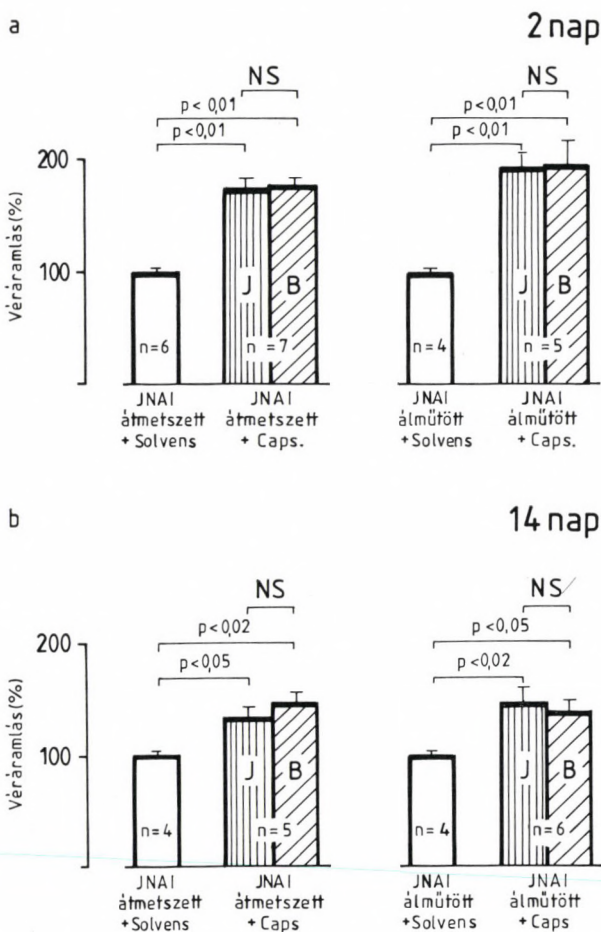 a
2 nap
NS
NS
p < 0,01
p < 0,01
p < 0,01
p < 0,01
200
100
Véráramlás (%)
J
B
J
B
n = 6
n = 7
n = 4
n = 5
JNAI
átmetszett
+ Solvens
JNAI
átmetszett
+ Caps.
JNAI
álműtött
+ Solvens
JNAI
álműtött
+ Caps.
b
14 nap
NS
NS
p < 0,02
p < 0,05
p < 0,05
p < 0,02
200
100
Véráramlás (%)
J
B
J
B
n = 4
n = 5
n = 4
n = 6
JNAI
átmetszett
+ Solvens
JNAI
átmetszett
+ Caps
JNAI
álműtött
+ Solvens
JNAI
álműtött
+ Caps